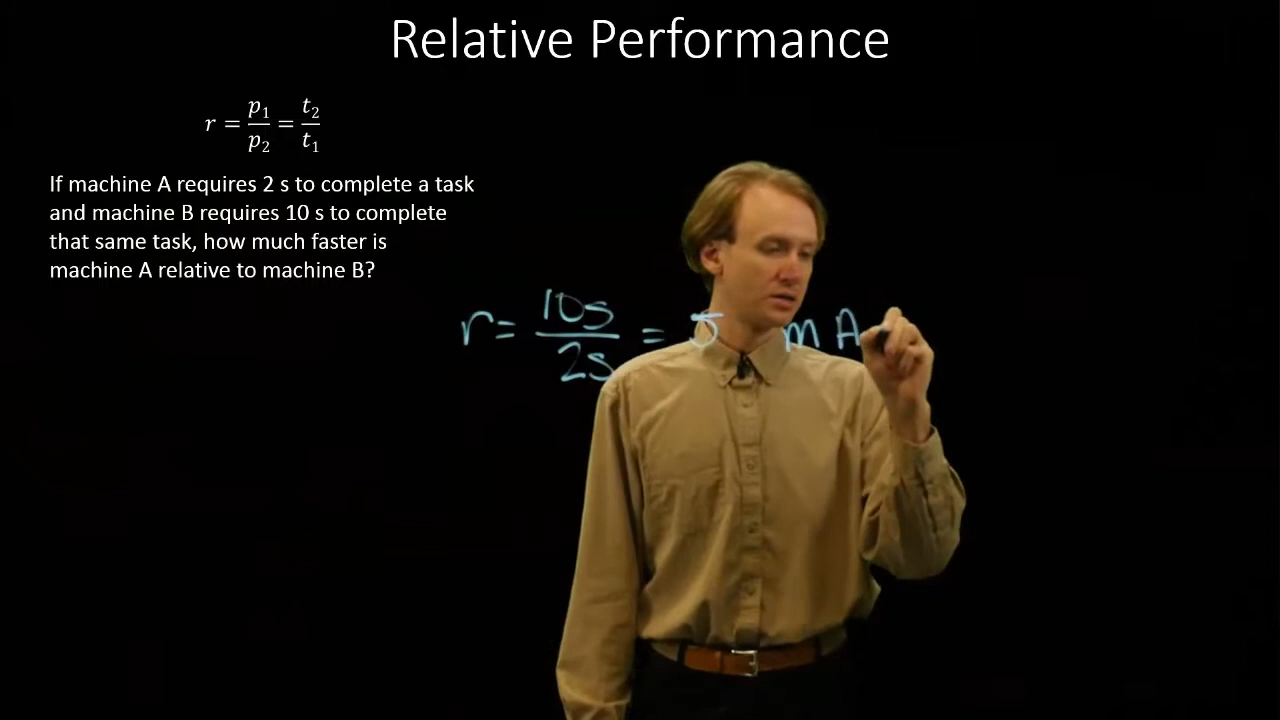 Relative Performance
r = p₁/p₂ = t₂/t₁
If machine A requires 2 s to complete a task
and machine B requires 10 s to complete
that same task, how much faster is
machine A relative to machine B?
r = 10s/2s = 5 m A